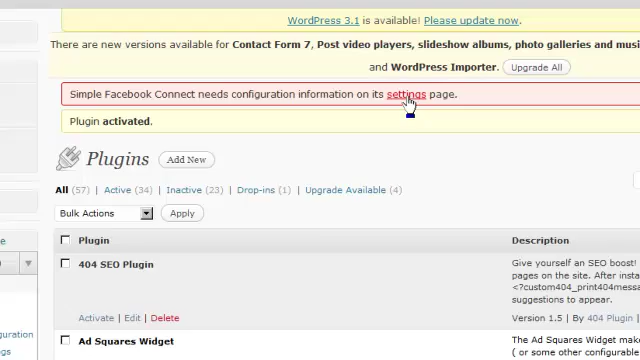 WordPress 3.1 is available! Please update now.
There are new versions available for Contact Form 7, Post video players, slideshow albums, photo galleries and
and WordPress Importer. Upgrade All
Simple Facebook Connect needs configuration information on its settings page.
Plugin activated.
Plugins Add New
All (57) | Active (34) | Inactive (23) | Drop-ins (1) | Upgrade Available (4)
Bulk Actions Apply
Plugin Description
404 SEO Plugin Give yourself an SEO boost!
pages on the site. After
<?custom404_print404
suggestions to appear.
Activate | Edit | Delete Version 1.5 | By 404 Plugin |
Ad Squares Widget The Ad Squares Widget
( or some other configurable